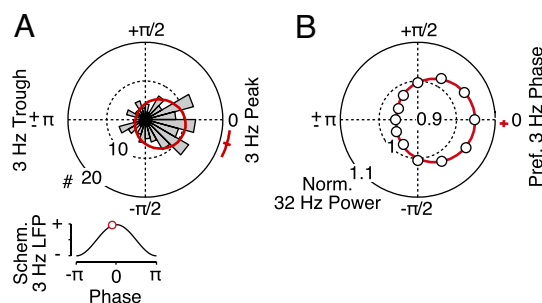 A
+π/2
3 Hz Trough
+
- π
0
3 Hz Peak
10
# 20
-π/2
Schem.
3 Hz LFP
+
-
-π 0 π
Phase
B
+π/2
+
- π
0.9
1
1.1
+0
Pref. 3 Hz Phase
Norm.
32 Hz Power
-π/2